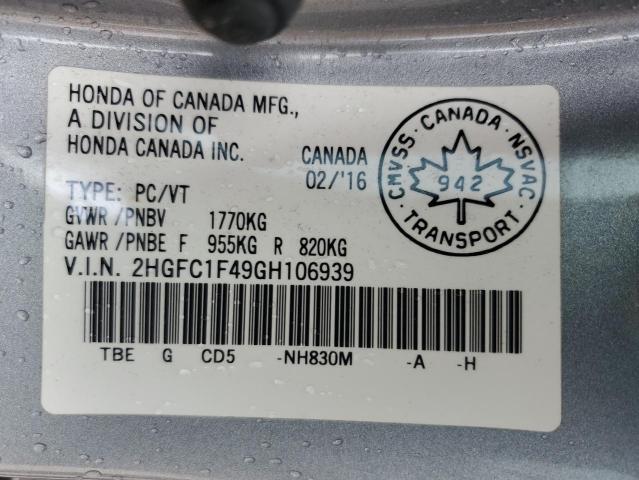 HONDA OF CANADA MFG.,
A DIVISION OF
HONDA CANADA INC.
CANADA
02/'16
TYPE: PC/VT
GVWR/PNBV 1770KG
GAWR/PNBE F 955KG R 820KG
V.I.N. 2HGFC1F49GH106939
TBE G CD5 -NH830M -A -H
CMVSS·CANADA·NSVAC
942
TRANSPORT